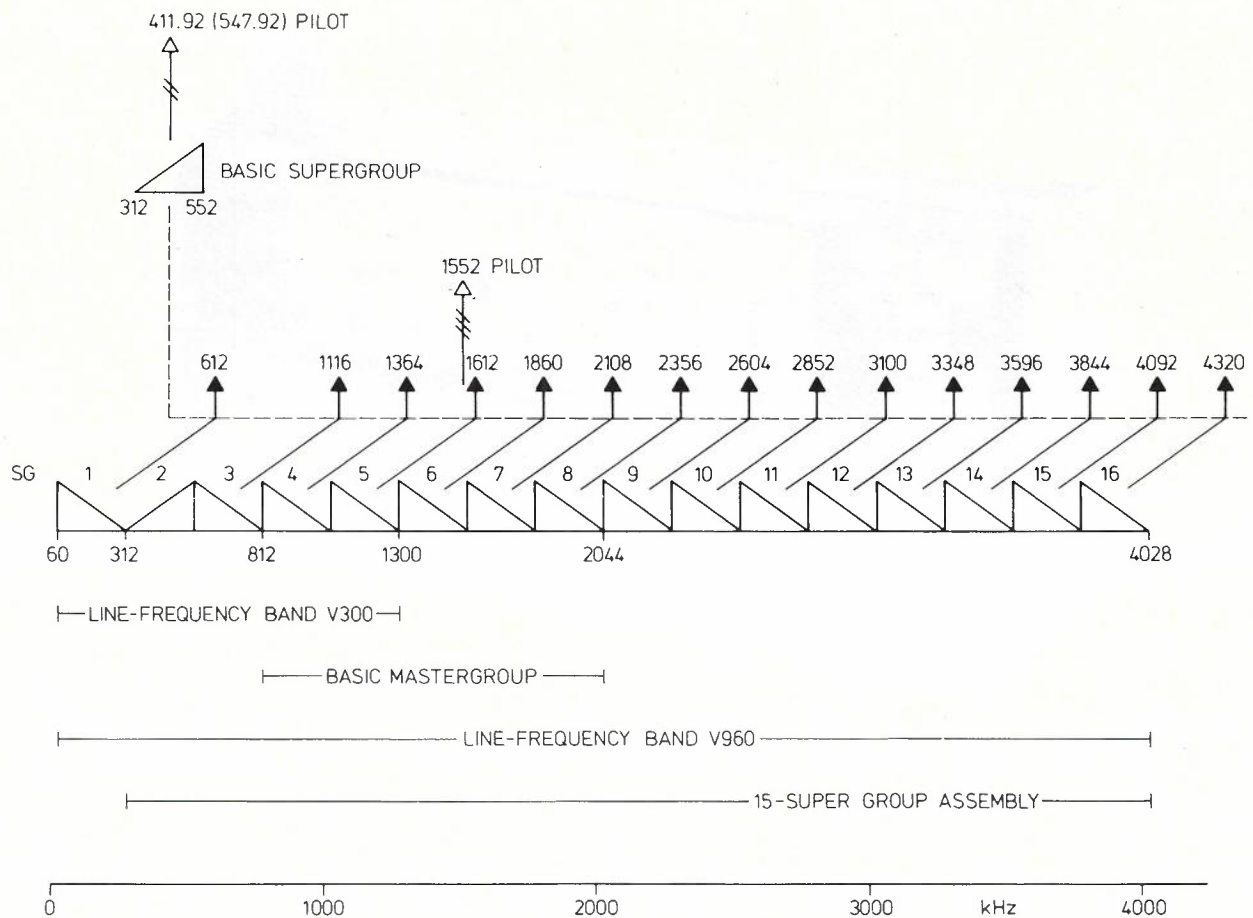 411.92 (547.92) PILOT
BASIC SUPERGROUP
312 552
1552 PILOT
612 1116 1364 1612 1860 2108 2356 2604 2852 3100 3348 3596 3844 4092 4320
SG 1 2 3 4 5 6 7 8 9 10 11 12 13 14 15 16
60 312 812 1300 2044 4028
LINE-FREQUENCY BAND V300
BASIC MASTERGROUP
LINE-FREQUENCY BAND V960
15-SUPER GROUP ASSEMBLY
0 1000 2000 3000 kHz 4000